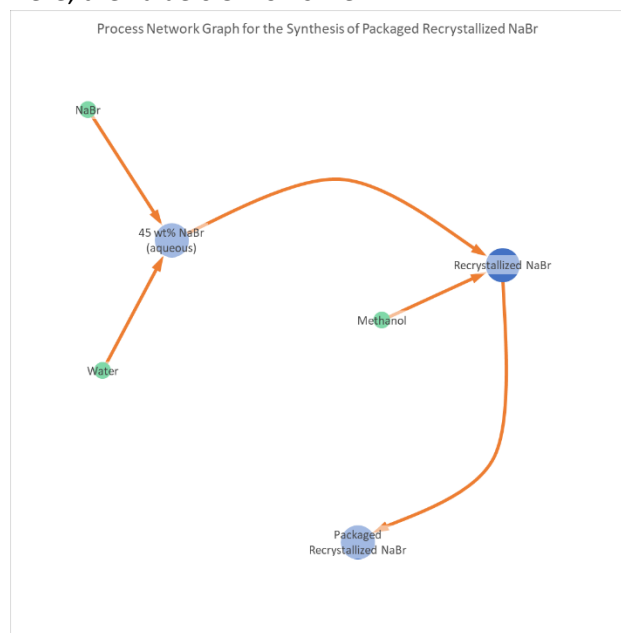 Process Network Graph for the Synthesis of Packaged Recrystallized NaBr
NaBr
45 wt% NaBr
(aqueous)
Recrystallized NaBr
Methanol
Water
Packaged
Recrystallized NaBr